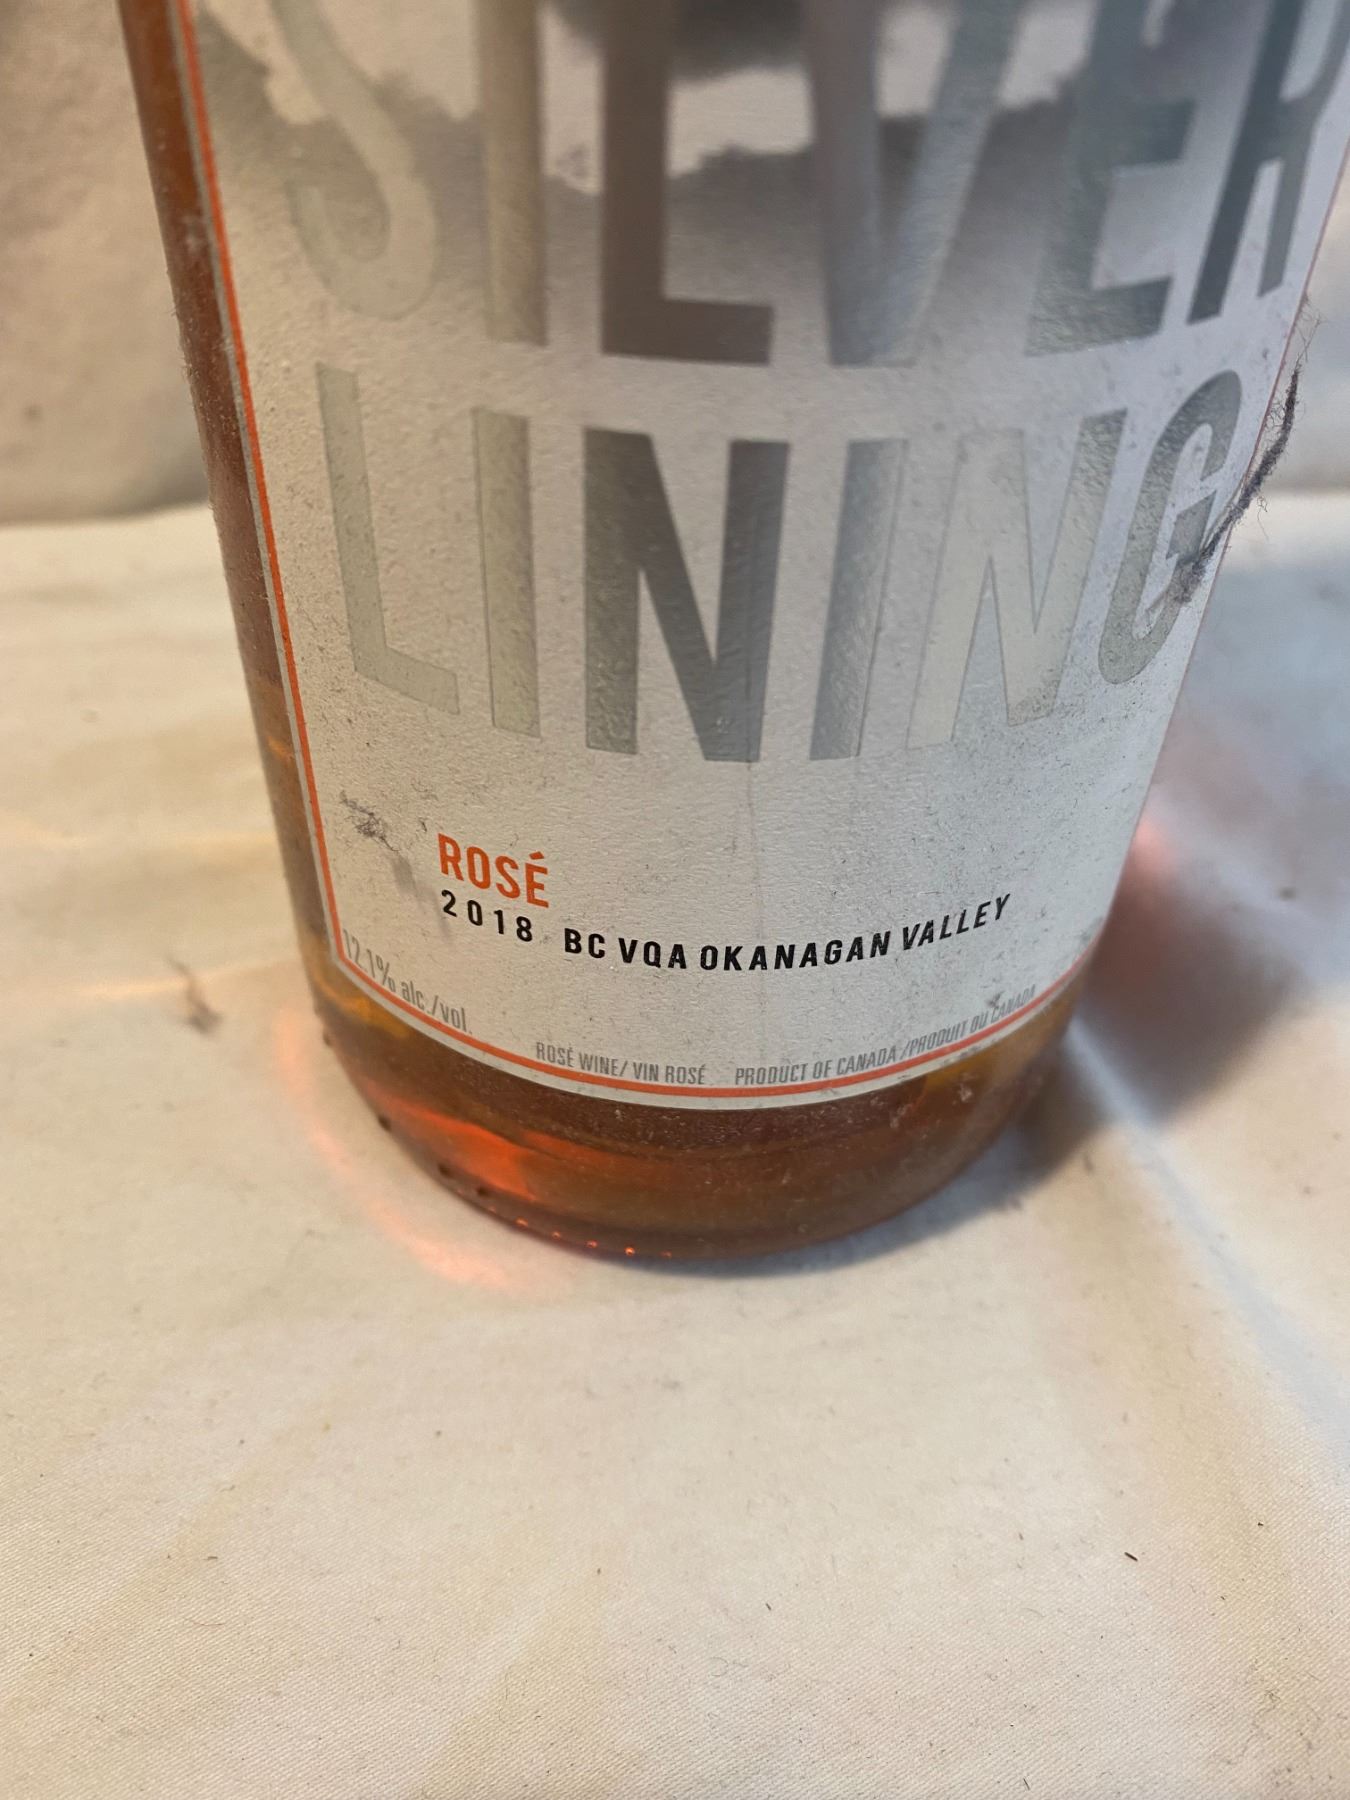 SILVER
LINING
ROSÉ
2018 BC VQA OKANAGAN VALLEY
12.1% alc./vol.
ROSÉ WINE/ VIN ROSÉ PRODUCT OF CANADA /PRODUIT DU CANADA